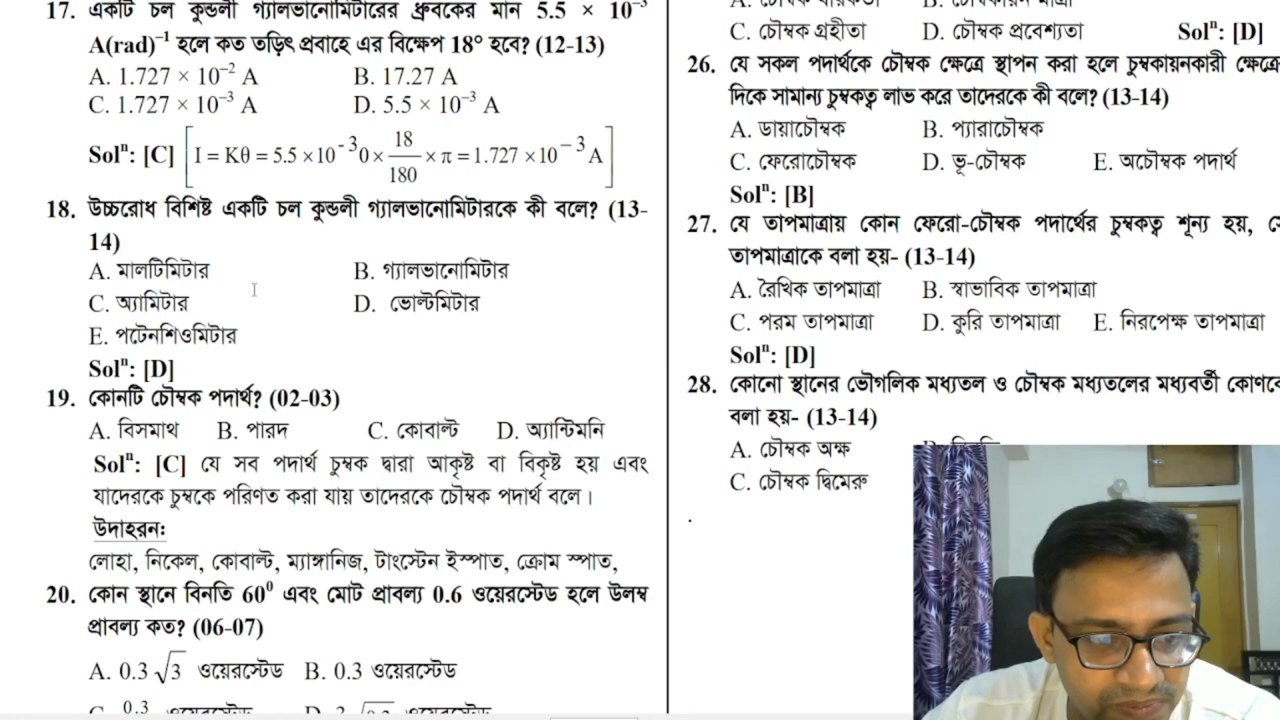 17. একটি চল কুন্ডলী গ্যালভানোমিটারের ধ্রুবকের মান 5.5 × 10⁻³
A(rad)⁻¹ হলে কত তড়িৎ প্রবাহে এর বিক্ষেপ 18° হবে? (12-13)
A. 1.727 × 10⁻² A B. 17.27 A
C. 1.727 × 10⁻³ A D. 5.5 × 10⁻³ A
Solⁿ: [C] [I = Kθ = 5.5 ×10⁻³0 × 18/180 × π = 1.727 ×10⁻³ A]
18. উচ্চরোধ বিশিষ্ট একটি চল কুন্ডলী গ্যালভানোমিটারকে কী বলে? (13-
14)
A. মালটিমিটার B. গ্যালভানোমিটার
C. অ্যামিটার D. ভোল্টমিটার
E. পটেনশিওমিটার
Solⁿ: [D]
19. কোনটি চৌম্বক পদার্থ? (02-03)
A. বিসমাথ B. পারদ C. কোবাল্ট D. অ্যান্টিমনি
Solⁿ: [C] যে সব পদার্থ চুম্বক দ্বারা আকৃষ্ট বা বিকৃষ্ট হয় এবং
যাদেরকে চুম্বকে পরিণত করা যায় তাদেরকে চৌম্বক পদার্থ বলে।
উদাহরন:
লোহা, নিকেল, কোবাল্ট, ম্যাঙ্গানিজ, টাংস্টেন ইস্পাত, ক্রোম স্পাত,
20. কোন স্থানে বিনতি 60⁰ এবং মোট প্রাবল্য 0.6 ওয়েরস্টেড হলে উলম্ব
প্রাবল্য কত? (06-07)
A. 0.3√3 ওয়েরস্টেড B. 0.3 ওয়েরস্টেড
C. 0.3 ওয়েরস্টেড D.
C. চৌম্বক গ্রহীতা D. চৌম্বক প্রবেশ্যতা Solⁿ: [D]
26. যে সকল পদার্থকে চৌম্বক ক্ষেত্রে স্থাপন করা হলে চুম্বকায়নকারী ক্ষেত্রের
দিকে সামান্য চুম্বকত্ব লাভ করে তাদেরকে কী বলে? (13-14)
A. ডায়াচৌম্বক B. প্যারাচৌম্বক
C. ফেরোচৌম্বক D. ভূ-চৌম্বক E. অচৌম্বক পদার্থ
Solⁿ: [B]
27. যে তাপমাত্রায় কোন ফেরো-চৌম্বক পদার্থের চুম্বকত্ব শূন্য হয়,
তাপমাত্রাকে বলা হয়- (13-14)
A. রৈখিক তাপমাত্রা B. স্বাভাবিক তাপমাত্রা
C. পরম তাপমাত্রা D. কুরি তাপমাত্রা E. নিরপেক্ষ তাপমাত্রা
Solⁿ: [D]
28. কোনো স্থানের ভৌগলিক মধ্যতল ও চৌম্বক মধ্যতলের মধ্যবর্তী কোণকে
বলা হয়- (13-14)
A. চৌম্বক অক্ষ
C. চৌম্বক দ্বিমেরু